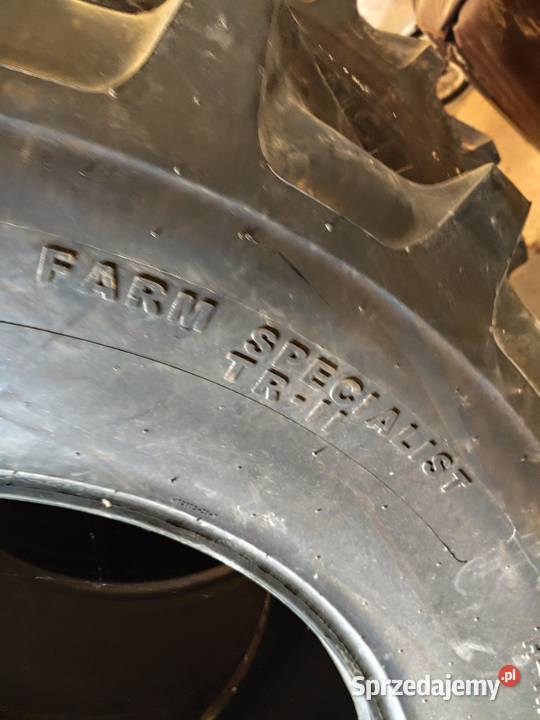 FARM SPECIALIST
TR-11
Sprzedajemy.pl